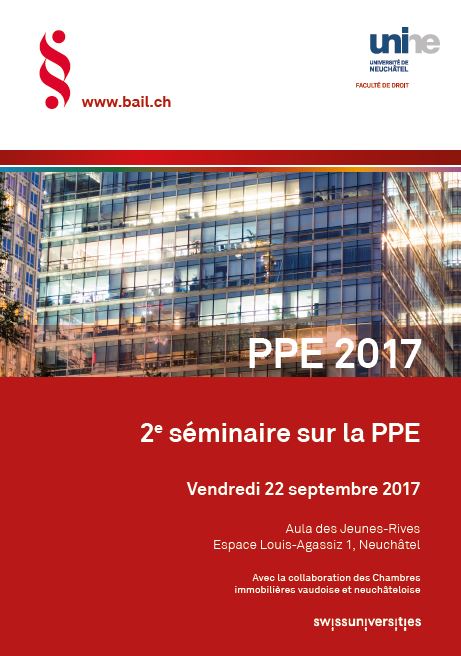 www.bail.ch
unine
UNIVERSITÉ DE
NEUCHÂTEL
FACULTÉ DE DROIT
PPE 2017
2e séminaire sur la PPE
Vendredi 22 septembre 2017
Aula des Jeunes-Rives
Espace Louis-Agassiz 1, Neuchâtel
Avec la collaboration des Chambres
immobilières vaudoise et neuchâteloise
swissuniversities